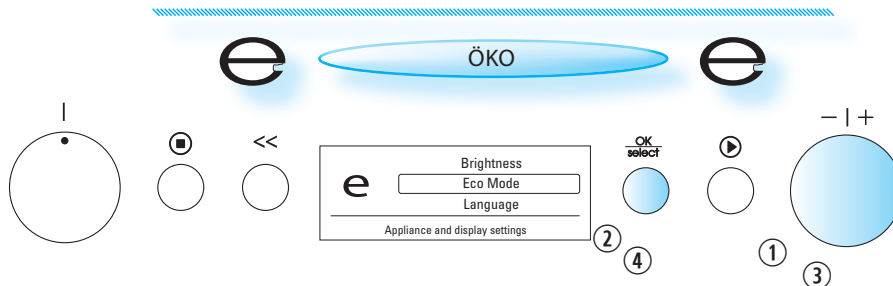 ÖKO
− | +
<<
OK
select
Brightness
e
Eco Mode
Language
Appliance and display settings
②
④
①
③